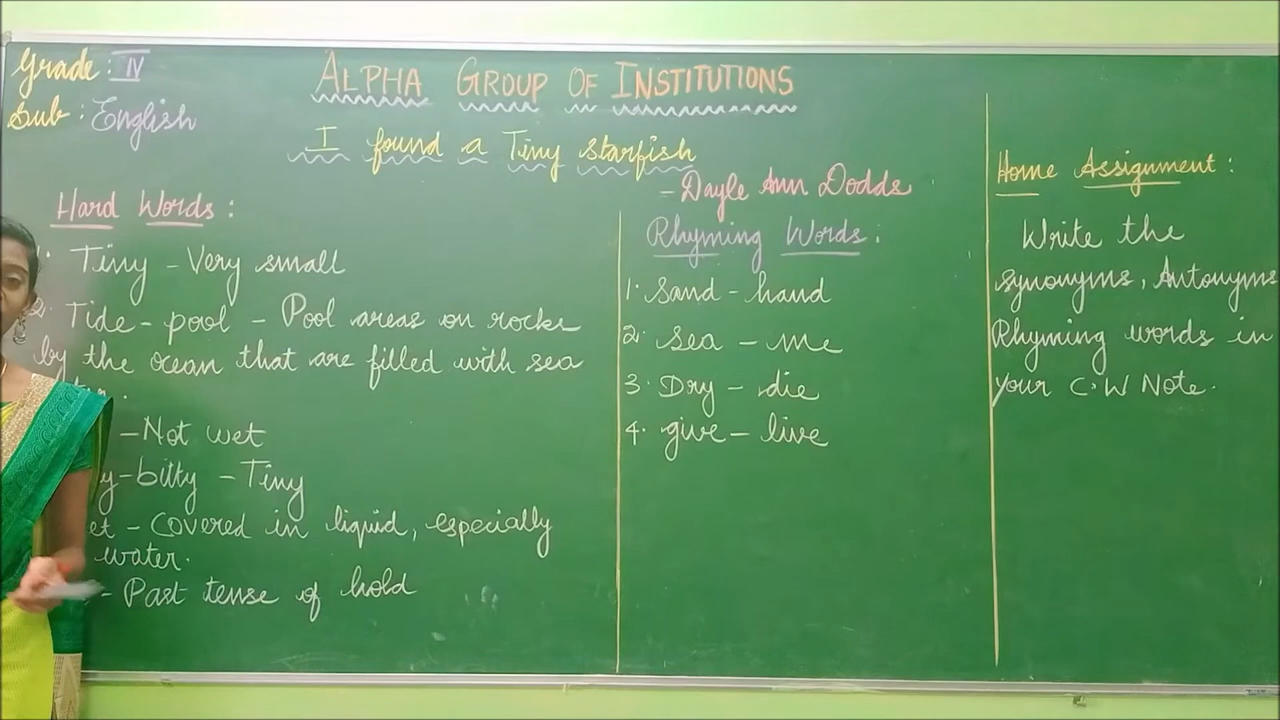 Grade : IV
Sub : English
ALPHA GROUP OF INSTITUTIONS
I found a Tiny starfish
- Dayle Ann Dodds
Hard Words :
1. Tiny - Very small
2. Tide - pool - Pool areas on rocks
by the ocean that are filled with sea
- Not wet
y-bitty - Tiny
et - Covered in liquid, especially
water.
- Past tense of hold
Rhyming Words :
1. Sand - hand
2. Sea - me
3. Dry - die
4. give - live
Home Assignment :
Write the
synonyms, Antonyms
Rhyming words in
your C.W Note.